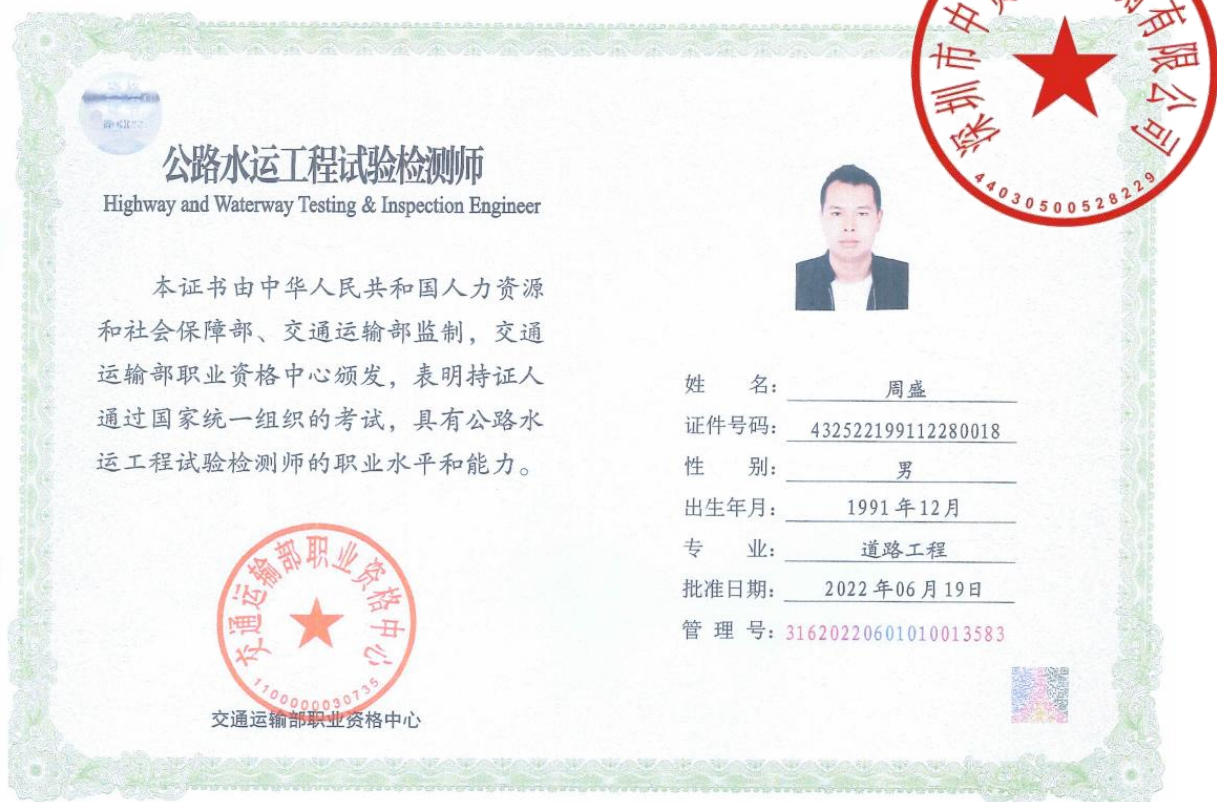 公路水运工程试验检测师
Highway and Waterway Testing & Inspection Engineer
本证书由中华人民共和国人力资源
和社会保障部、交通运输部监制，交通
运输部职业资格中心颁发，表明持证人
通过国家统一组织的考试，具有公路水
运工程试验检测师的职业水平和能力。
交通运输部职业资格中心
1100000030735
交通运输部职业资格中心
深圳市中
有限公司
44030500528229
姓 名：周盛
证件号码：432522199112280018
性 别：男
出生年月：1991年12月
专 业：道路工程
批准日期：2022年06月19日
管 理 号：31620220601010013583